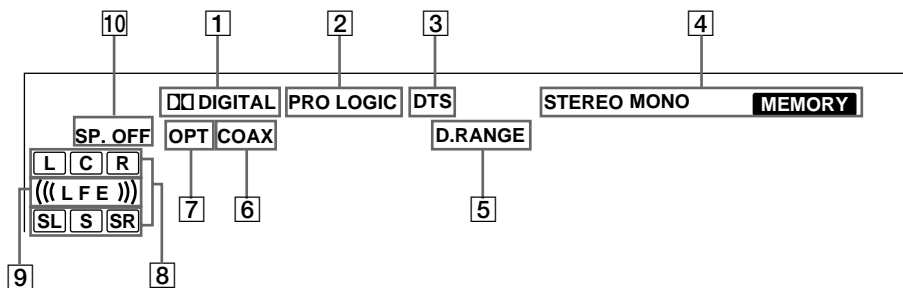 10 1 2 3 4
DIGITAL PRO LOGIC DTS STEREO MONO MEMORY
SP. OFF OPT COAX D.RANGE
L C R
((( L F E )))
SL S SR
7 6 5
9 8